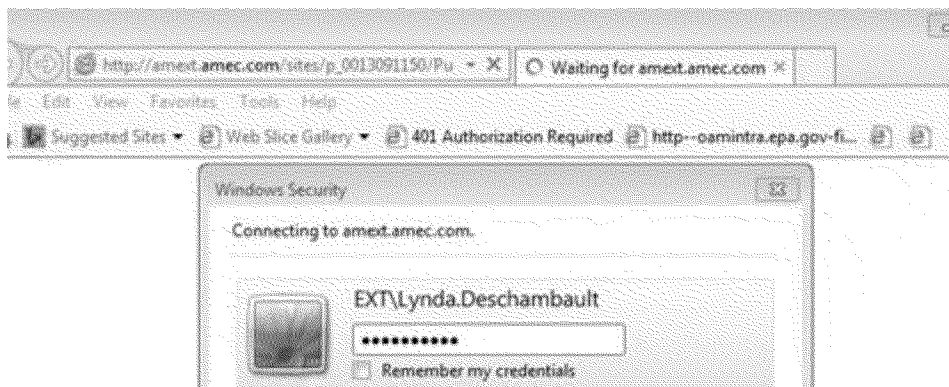 http://amext.amec.com/sites/p_0013091150/Pu Waiting for amext.amec.com
Edit View Favorites Tools Help
Suggested Sites Web Slice Gallery 401 Authorization Required http--oamintra.epa.gov-fi...
Windows Security
Connecting to amext.amec.com.
EXT\Lynda.Deschambault
••••••••••
Remember my credentials